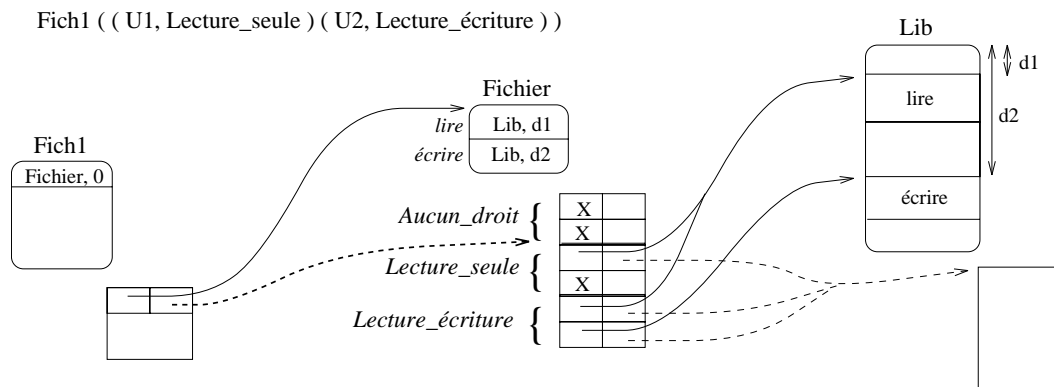 Fich1 ( ( U1, Lecture_seule ) ( U2, Lecture_écriture ) )
Lib
d1
lire
d2
écrire
Fichier
lire
Lib, d1
écrire
Lib, d2
Fich1
Fichier, 0
Aucun_droit {
X
X
Lecture_seule {
X
Lecture_écriture {